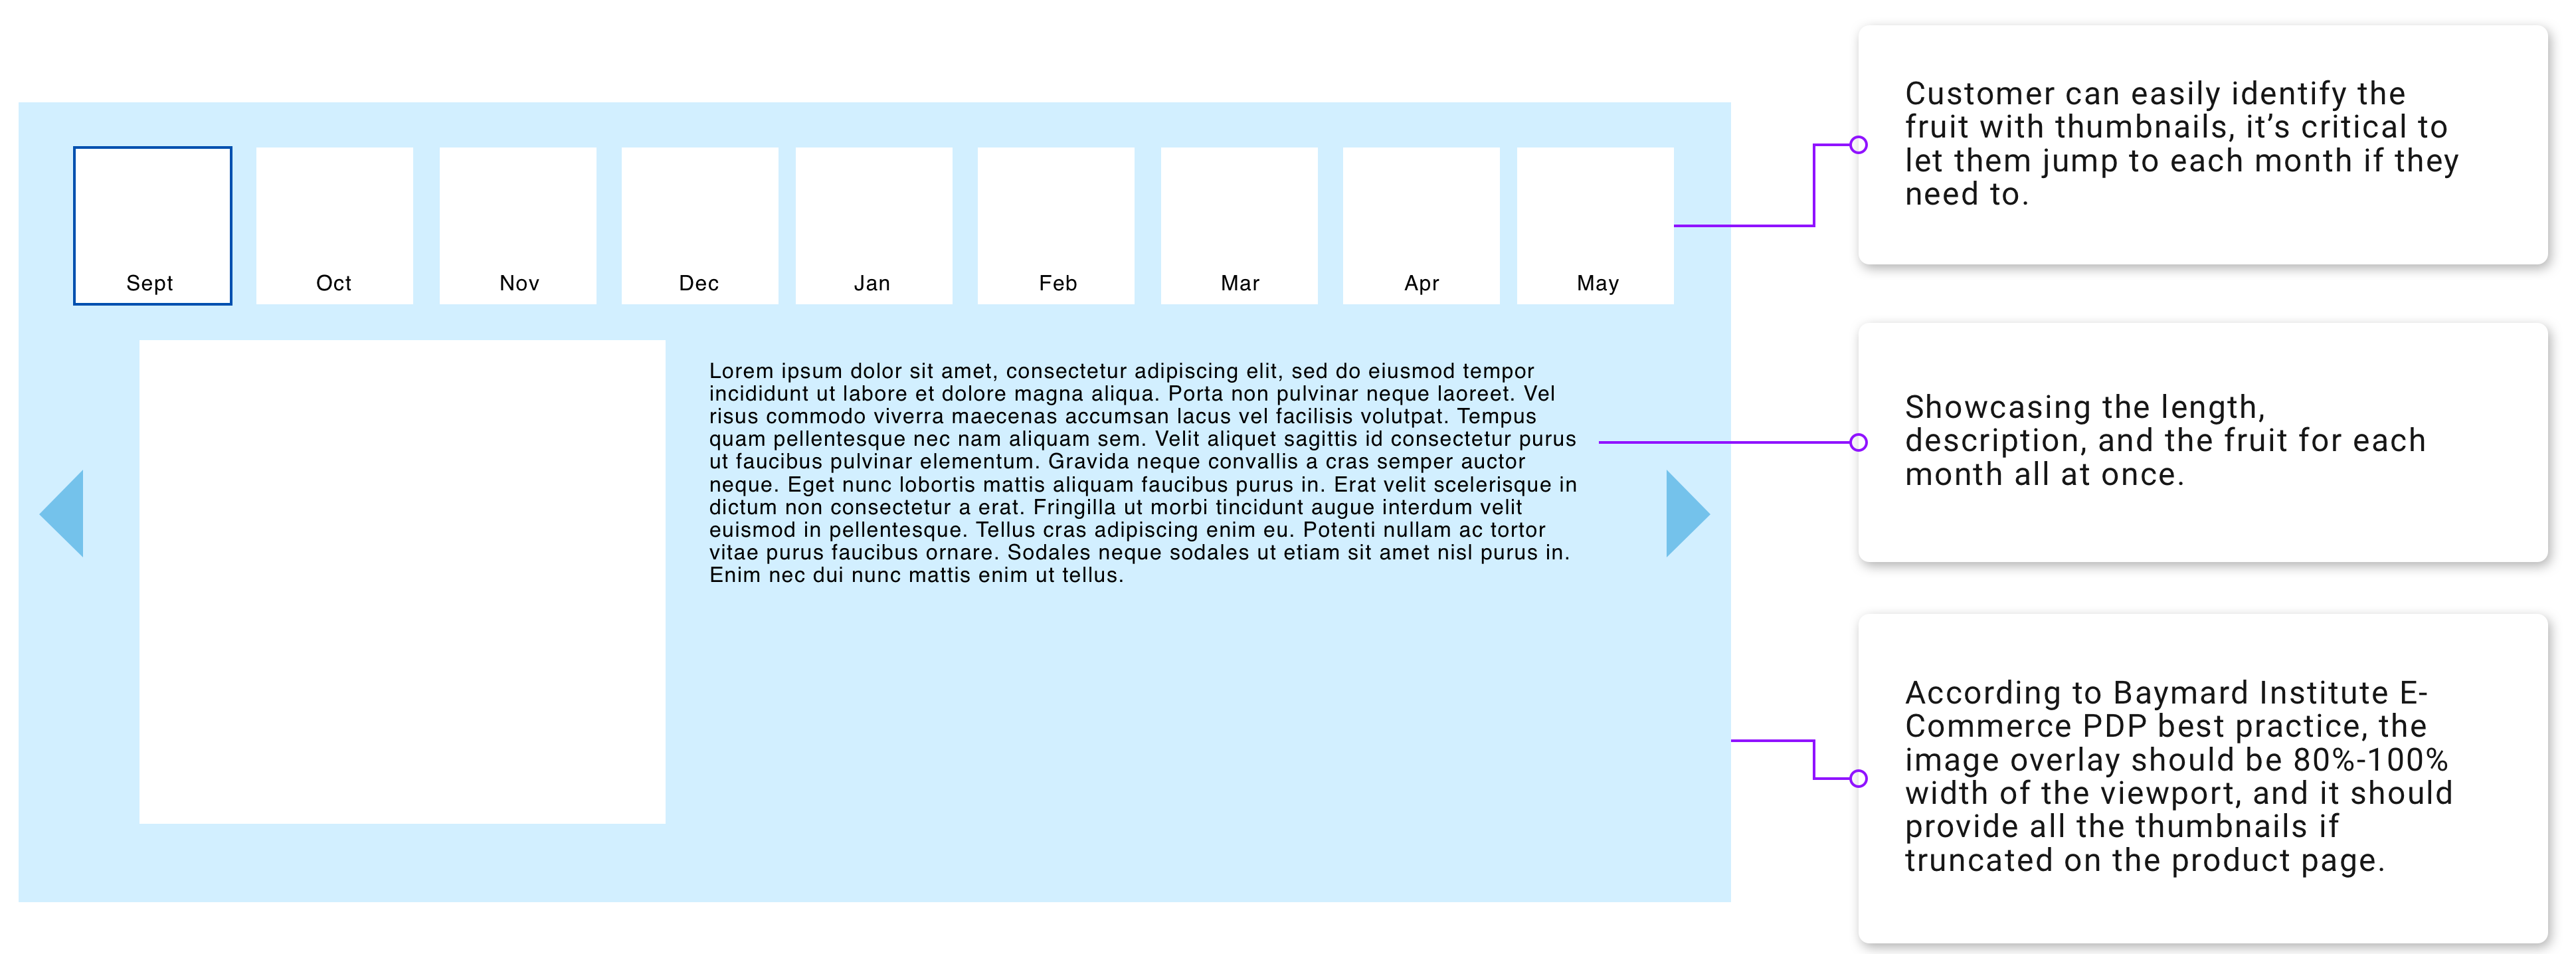 Sept
Oct
Nov
Dec
Jan
Feb
Mar
Apr
May
Lorem ipsum dolor sit amet, consectetur adipiscing elit, sed do eiusmod tempor
incididunt ut labore et dolore magna aliqua. Porta non pulvinar neque laoreet. Vel
risus commodo viverra maecenas accumsan lacus vel facilisis volutpat. Tempus
quam pellentesque nec nam aliquam sem. Velit aliquet sagittis id consectetur purus
ut faucibus pulvinar elementum. Gravida neque convallis a cras semper auctor
neque. Eget nunc lobortis mattis aliquam faucibus purus in. Erat velit scelerisque in
dictum non consectetur a erat. Fringilla ut morbi tincidunt augue interdum velit
euismod in pellentesque. Tellus cras adipiscing enim eu. Potenti nullam ac tortor
vitae purus faucibus ornare. Sodales neque sodales ut etiam sit amet nisl purus in.
Enim nec dui nunc mattis enim ut tellus.
Customer can easily identify the
fruit with thumbnails, it’s critical to
let them jump to each month if they
need to.
Showcasing the length,
description, and the fruit for each
month all at once.
According to Baymard Institute E-
Commerce PDP best practice, the
image overlay should be 80%-100%
width of the viewport, and it should
provide all the thumbnails if
truncated on the product page.